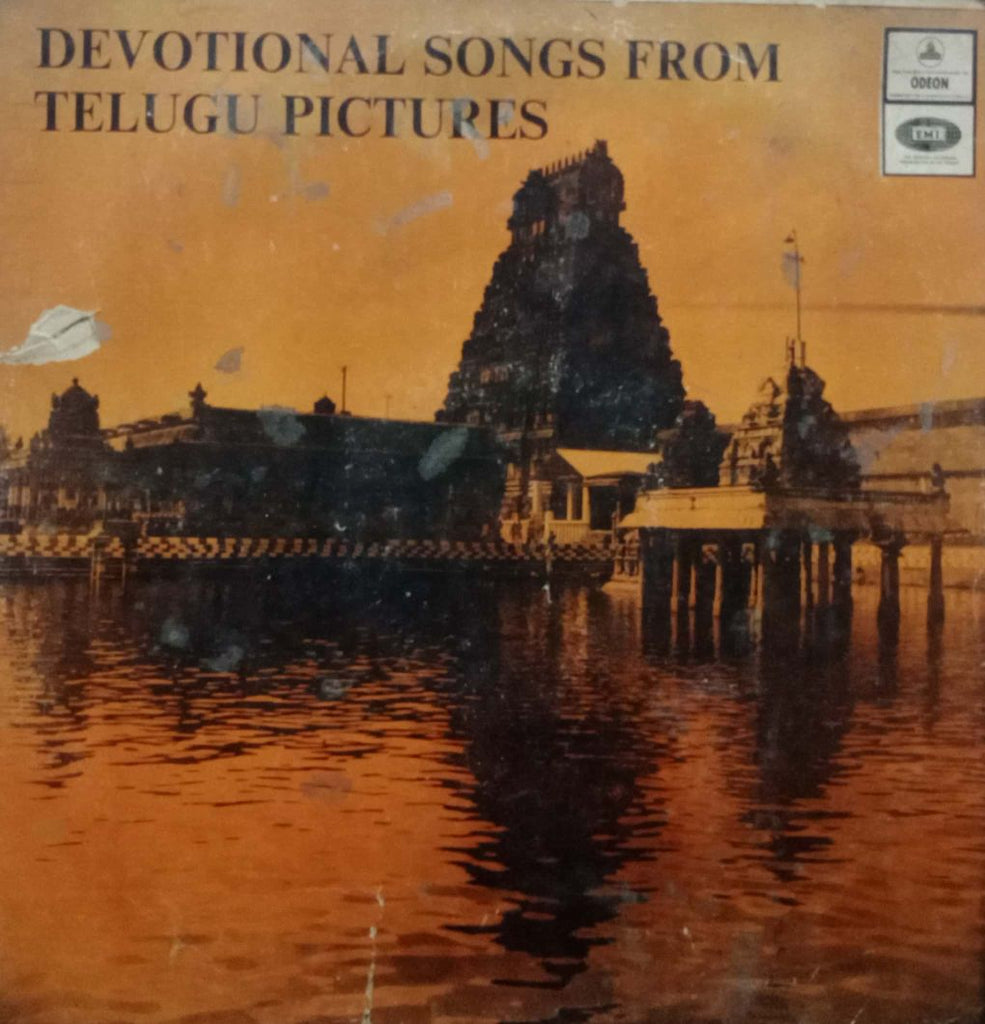 DEVOTIONAL SONGS FROM
TELUGU PICTURES
ODEON
EMI